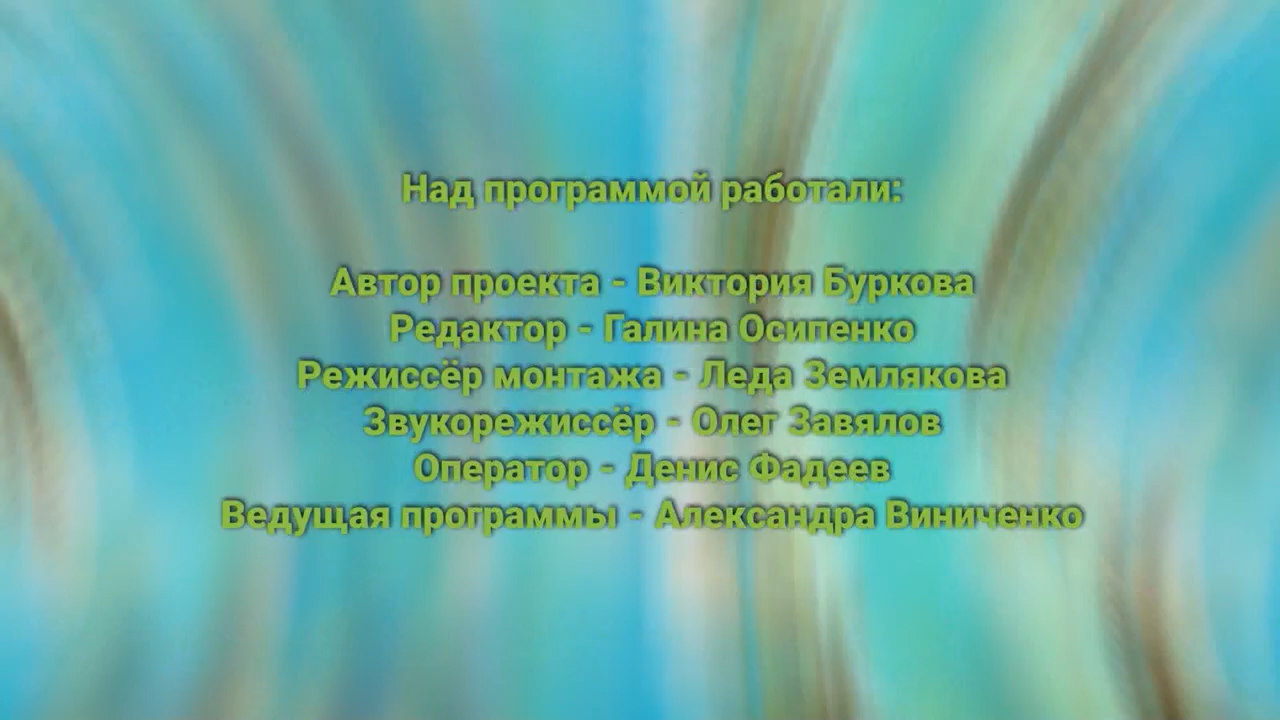 Над программой работали:
Автор проекта - Виктория Буркова
Редактор - Галина Осипенко
Режиссёр монтажа - Леда Землякова
Звукорежиссёр - Олег Завялов
Оператор - Денис Фадеев
Ведущая программы - Александра Виниченко